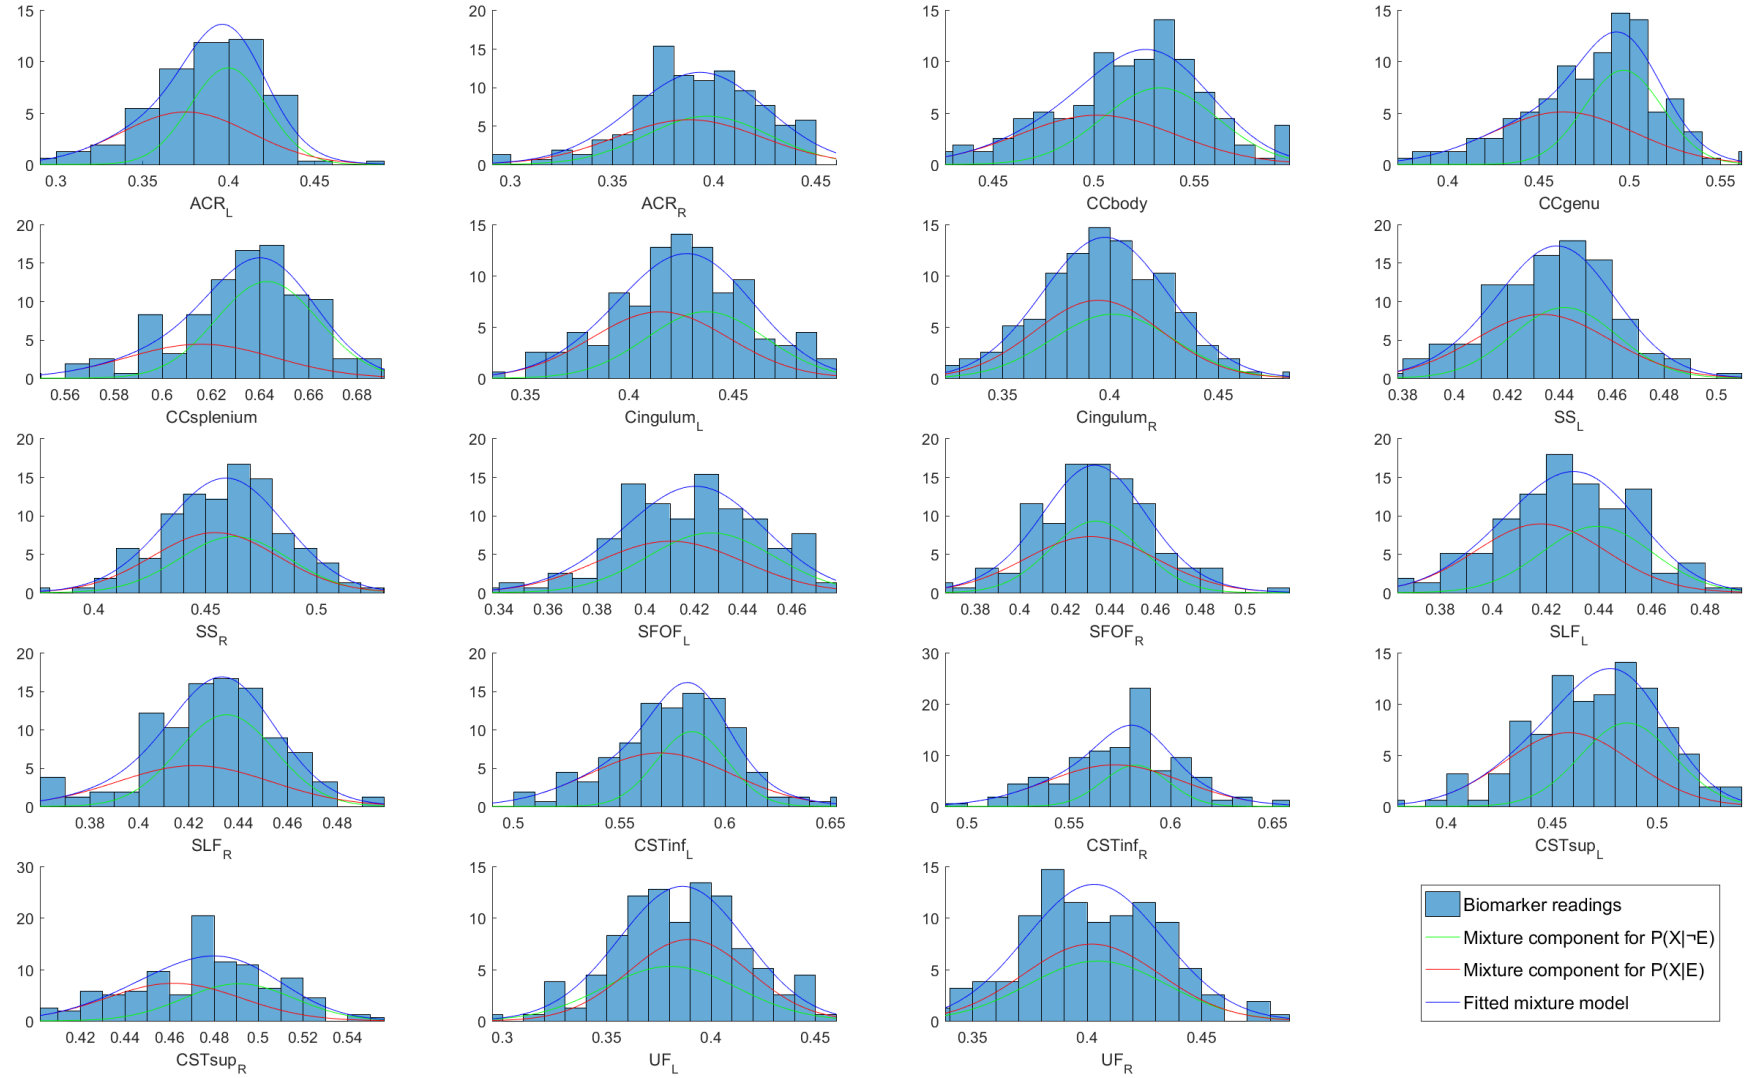 15
10
5
0
0.3 0.35 0.4 0.45
ACR_L
20
15
10
5
0
0.3 0.35 0.4 0.45
ACR_R
15
10
5
0
0.45 0.5 0.55
CCbody
15
10
5
0
0.4 0.45 0.5 0.55
CCgenu
20
15
10
5
0
0.56 0.58 0.6 0.62 0.64 0.66 0.68
CCsplenium
15
10
5
0
0.35 0.4 0.45
Cingulum_L
15
10
5
0
0.35 0.4 0.45
Cingulum_R
20
15
10
5
0
0.38 0.4 0.42 0.44 0.46 0.48 0.5
SS_L
20
15
10
5
0
0.4 0.45 0.5
SS_R
20
15
10
5
0
0.34 0.36 0.38 0.4 0.42 0.44 0.46
SFOF_L
20
15
10
5
0
0.38 0.4 0.42 0.44 0.46 0.48 0.5
SFOF_R
20
15
10
5
0
0.38 0.4 0.42 0.44 0.46 0.48
SLF_L
20
15
10
5
0
0.38 0.4 0.42 0.44 0.46 0.48
SLF_R
20
15
10
5
0
0.5 0.55 0.6 0.65
CSTinf_L
30
20
10
0
0.5 0.55 0.6 0.65
CSTinf_R
15
10
5
0
0.4 0.45 0.5
CSTsup_L
30
20
10
0
0.42 0.44 0.46 0.48 0.5 0.52 0.54
CSTsup_R
15
10
5
0
0.3 0.35 0.4 0.45
UF_L
15
10
5
0
0.35 0.4 0.45
UF_R
Biomarker readings
Mixture component for P(X|¬E)
Mixture component for P(X|E)
Fitted mixture model